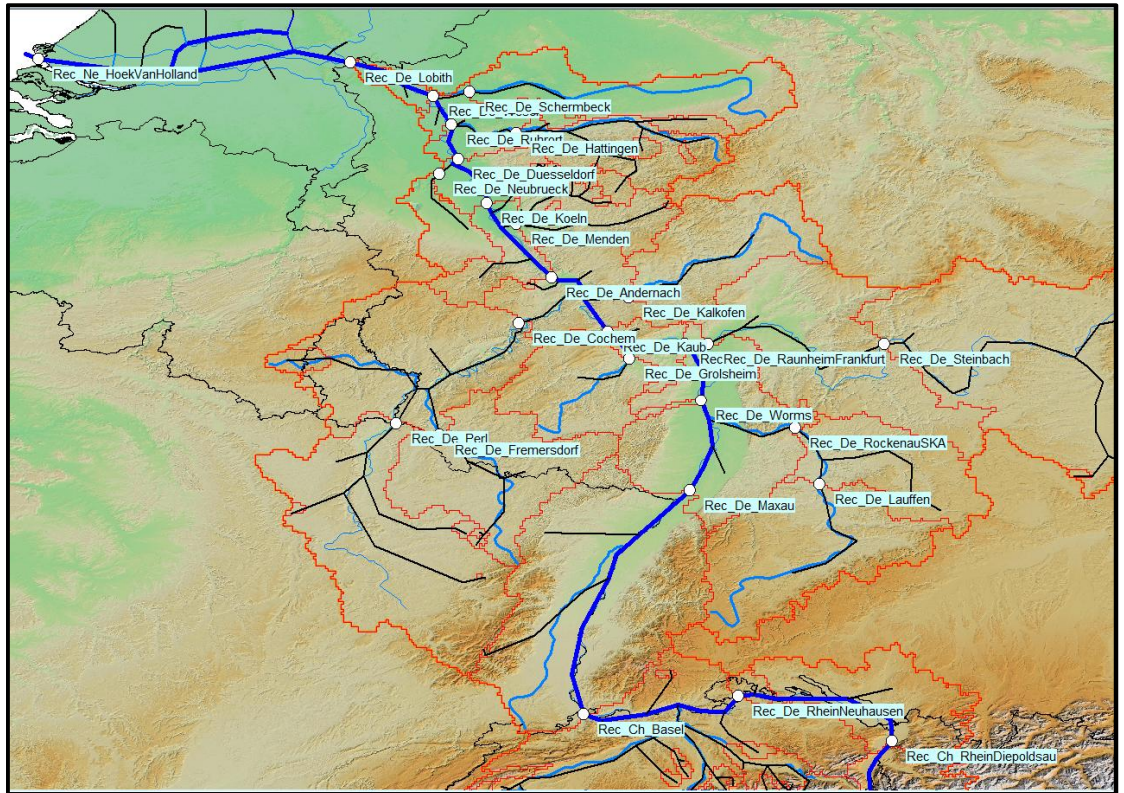 Rec_Ne_HoekVanHolland
Rec_De_Lobith
Rec_De_Schermbeck
Rec_De_Ruhrort
Rec_De_Hattingen
Rec_De_Duesseldorf
Rec_De_Neubrueck
Rec_De_Koeln
Rec_De_Menden
Rec_De_Andernach
Rec_De_Kalkofen
Rec_De_Cochem
Rec_De_Kaub
Rec_De_RaunheimFrankfurt
Rec_De_Steinbach
Rec_De_Grolsheim
Rec_De_Worms
Rec_De_Perl
Rec_De_RockenauSKA
Rec_De_Fremersdorf
Rec_De_Lauffen
Rec_De_Maxau
Rec_De_RheinNeuhausen
Rec_Ch_Basel
Rec_Ch_RheinDiepoldsau